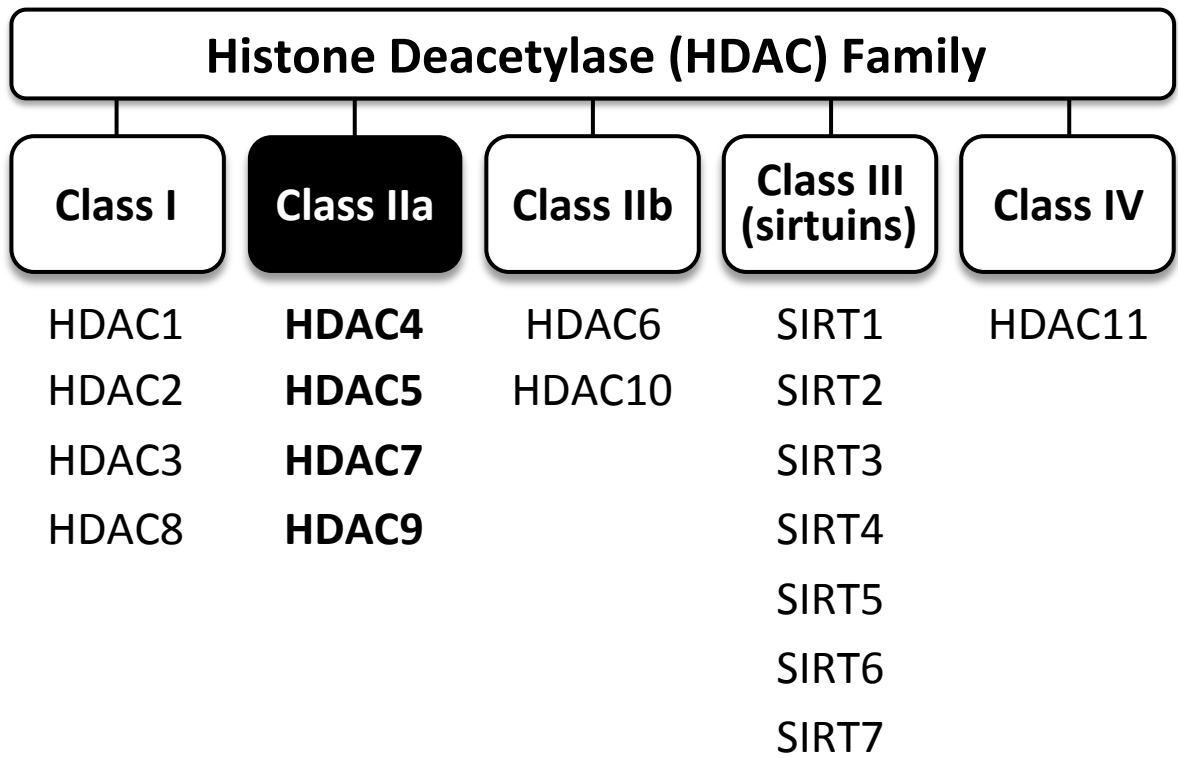 Histone Deacetylase (HDAC) Family
Class I
Class IIa
Class IIb
Class III
(sirtuins)
Class IV
HDAC1
HDAC4
HDAC6
SIRT1
HDAC11
HDAC2
HDAC5
HDAC10
SIRT2
HDAC3
HDAC7
SIRT3
HDAC8
HDAC9
SIRT4
SIRT5
SIRT6
SIRT7